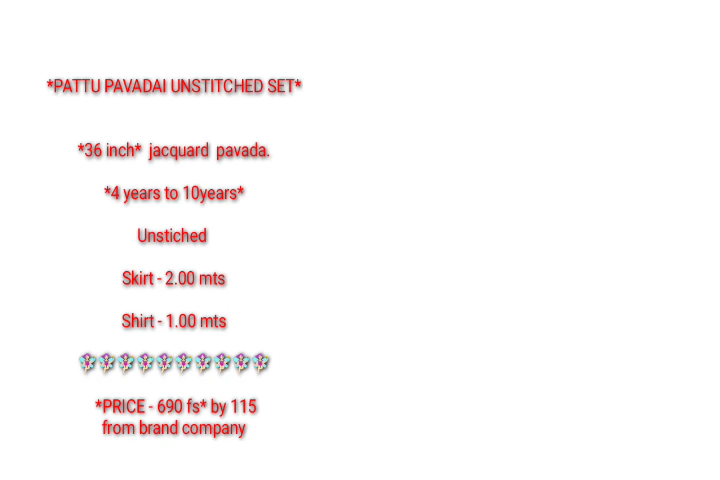 *PATTU PAVADAI UNSTITCHED SET*
*36 inch* jacquard pavada.
*4 years to 10years*
Unstiched
Skirt - 2.00 mts
Shirt - 1.00 mts
🧚🧚🧚🧚🧚🧚🧚🧚🧚🧚
*PRICE - 690 fs* by 115
from brand company